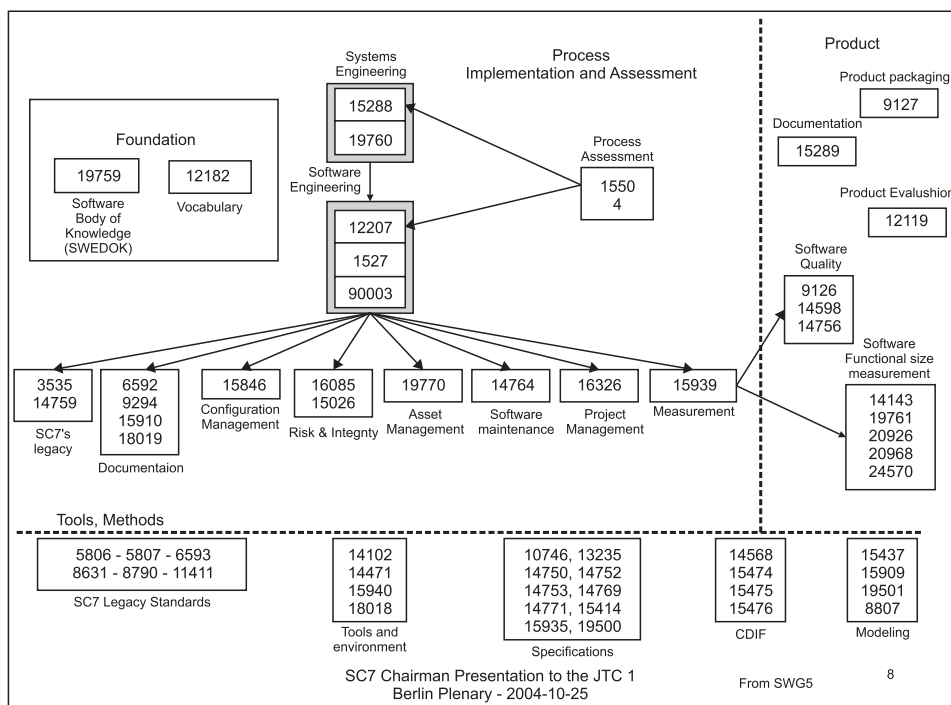 Systems
Engineering
15288
19760
Process
Implementation and Assessment
Product
Product packaging
9127
Documentation
15289
Foundation
19759
Software
Body of
Knowledge
(SWEDOK)
12182
Vocabulary
Software
Engineering
12207
1527
90003
Process
Assessment
1550
4
Product Evalushion
12119
Software
Quality
9126
14598
14756
Software
Functional size
measurement
14143
19761
20926
20968
24570
3535
14759
SC7's
legacy
6592
9294
15910
18019
Documentaion
15846
Configuration
Management
16085
15026
Risk & Integnty
19770
Asset
Management
14764
Software
maintenance
16326
Project
Management
15939
Measurement
Tools, Methods
5806 - 5807 - 6593
8631 - 8790 - 11411
SC7 Legacy Standards
14102
14471
15940
18018
Tools and
environment
10746, 13235
14750, 14752
14753, 14769
14771, 15414
15935, 19500
Specifications
14568
15474
15475
15476
CDIF
15437
15909
19501
8807
Modeling
SC7 Chairman Presentation to the JTC 1
Berlin Plenary - 2004-10-25
From SWG5
8